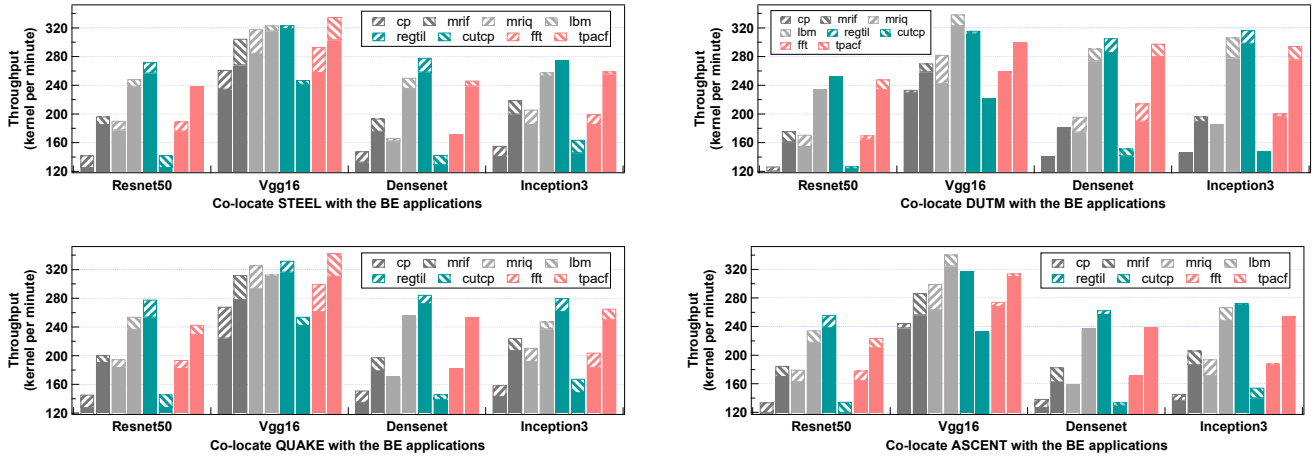 Throughput
(kernel per minute)
320
280
240
200
160
120
cp mrif mriq lbm
regtil cutcp fft tpacf
Resnet50 Vgg16 Densenet Inception3
Co-locate STEEL with the BE applications
Throughput
(kernel per minute)
320
280
240
200
160
120
cp mrif mriq
lbm regtil cutcp
fft tpacf
Resnet50 Vgg16 Densenet Inception3
Co-locate DUTM with the BE applications
Throughput
(kernel per minute)
320
280
240
200
160
120
cp mrif mriq lbm
regtil cutcp fft tpacf
Resnet50 Vgg16 Densenet Inception3
Co-locate QUAKE with the BE applications
Throughput
(kernel per minute)
320
280
240
200
160
120
cp mrif mriq lbm
regtil cutcp fft tpacf
Resnet50 Vgg16 Densenet Inception3
Co-locate ASCENT with the BE applications